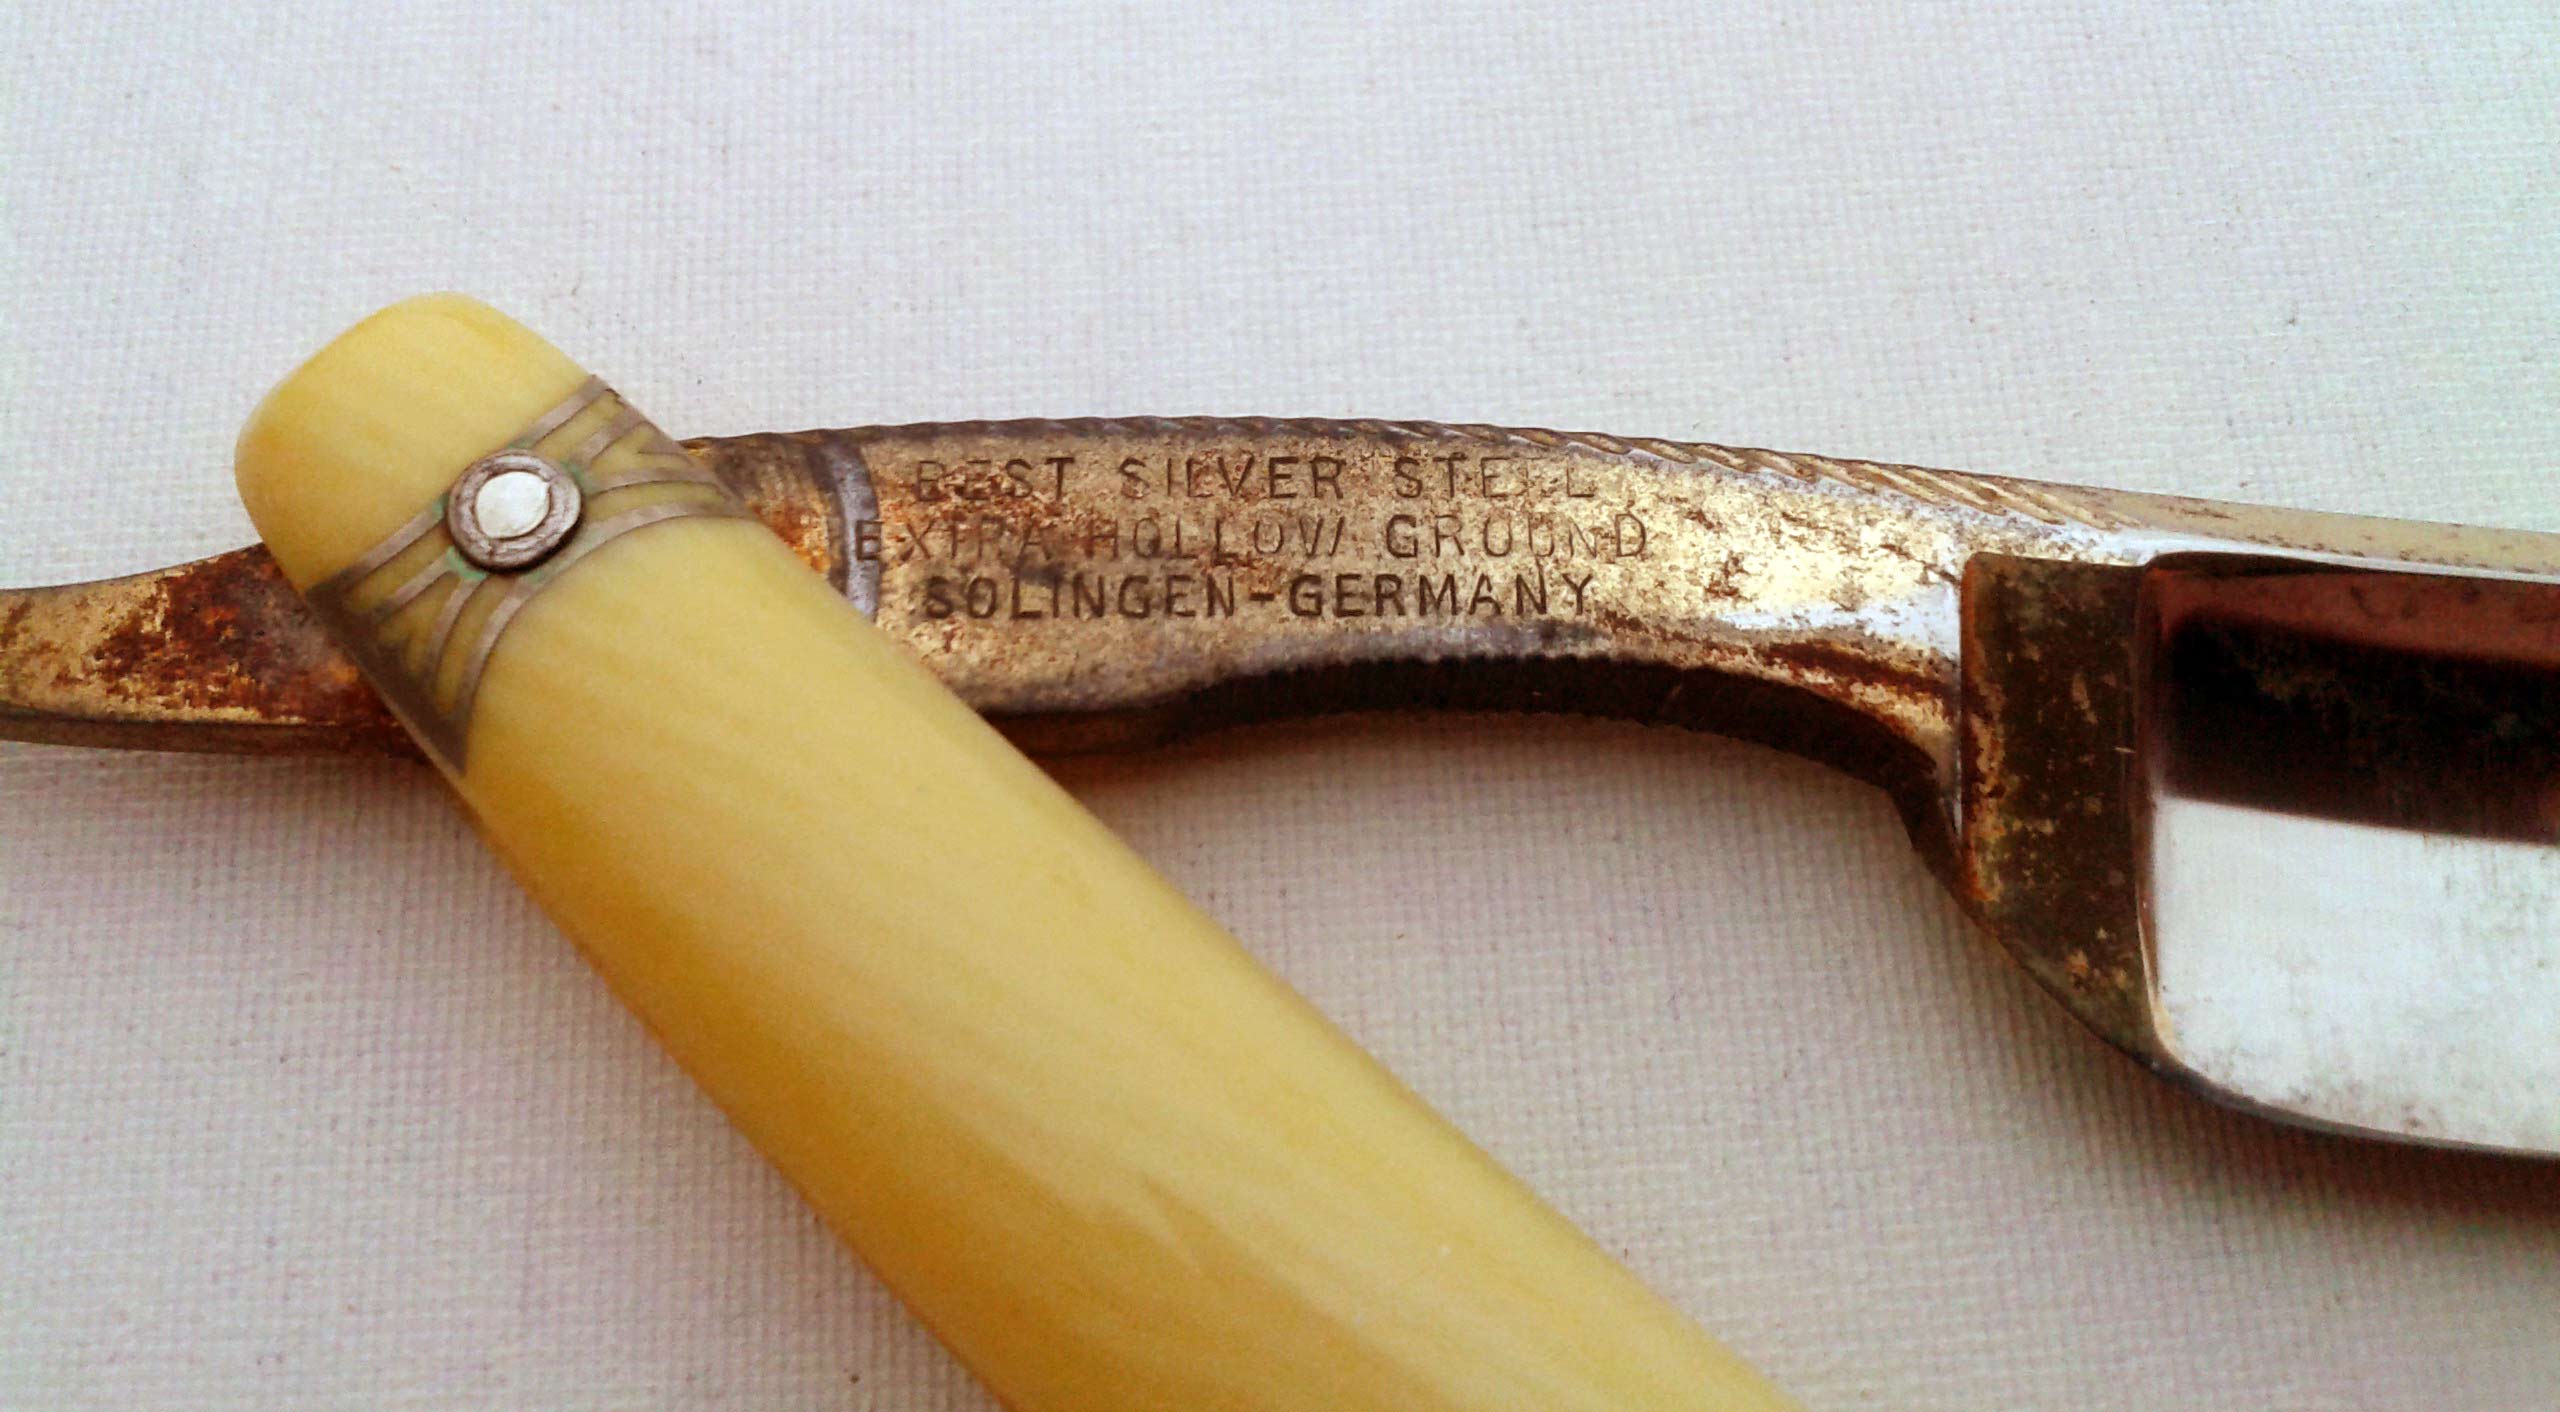 BEST SILVER STEEL
EXTRA HOLLOW GROUND
SOLINGEN-GERMANY